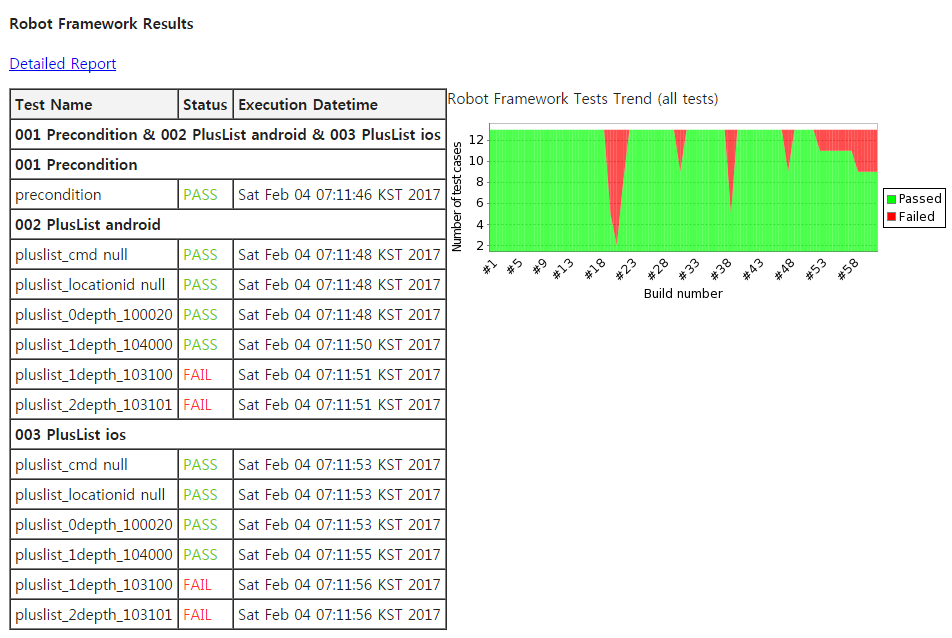 Robot Framework Results
Detailed Report
Test Name Status Execution Datetime
001 Precondition & 002 PlusList android & 003 PlusList ios
001 Precondition
precondition PASS Sat Feb 04 07:11:46 KST 2017
002 PlusList android
pluslist_cmd null PASS Sat Feb 04 07:11:48 KST 2017
pluslist_locationid null PASS Sat Feb 04 07:11:48 KST 2017
pluslist_0depth_100020 PASS Sat Feb 04 07:11:48 KST 2017
pluslist_1depth_104000 PASS Sat Feb 04 07:11:50 KST 2017
pluslist_1depth_103100 FAIL Sat Feb 04 07:11:51 KST 2017
pluslist_2depth_103101 FAIL Sat Feb 04 07:11:51 KST 2017
003 PlusList ios
pluslist_cmd null PASS Sat Feb 04 07:11:53 KST 2017
pluslist_locationid null PASS Sat Feb 04 07:11:53 KST 2017
pluslist_0depth_100020 PASS Sat Feb 04 07:11:53 KST 2017
pluslist_1depth_104000 PASS Sat Feb 04 07:11:55 KST 2017
pluslist_1depth_103100 FAIL Sat Feb 04 07:11:56 KST 2017
pluslist_2depth_103101 FAIL Sat Feb 04 07:11:56 KST 2017
Robot Framework Tests Trend (all tests)
Number of test cases
12
10
8
6
4
2
#1 #5 #9 #13 #18 #23 #28 #33 #38 #43 #48 #53 #58
Build number
Passed
Failed